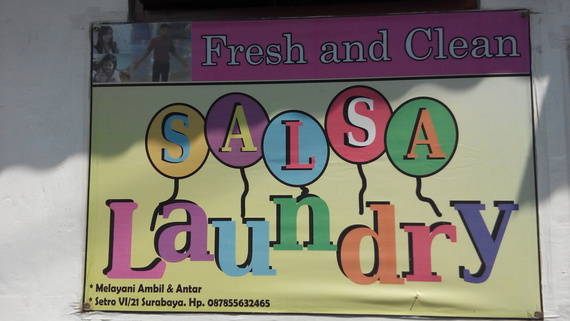 Fresh and Clean
SALSA
Laundry
* Melayani Ambil & Antar
* Setro VI/21 Surabaya. Hp. 087855632465